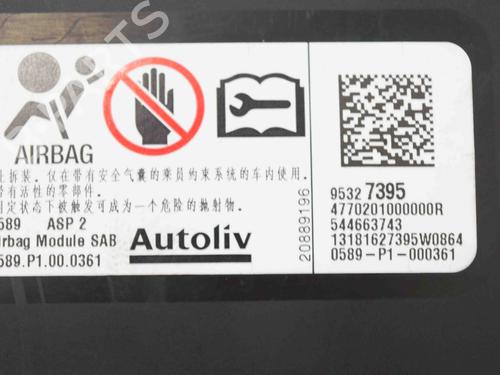 AIRBAG
拆装。仅在带有安全气囊的乘员约束系统的车内使用.
带有活性的零部件.
定状态下被触发可成为一个危险的抛射物.
589 ASP 2
irbag Module SAB
589.P1.00.0361
Autoliv
20889196
9532 7395
4770201000000R
544663743
13181627395W0864
0589-P1-000361